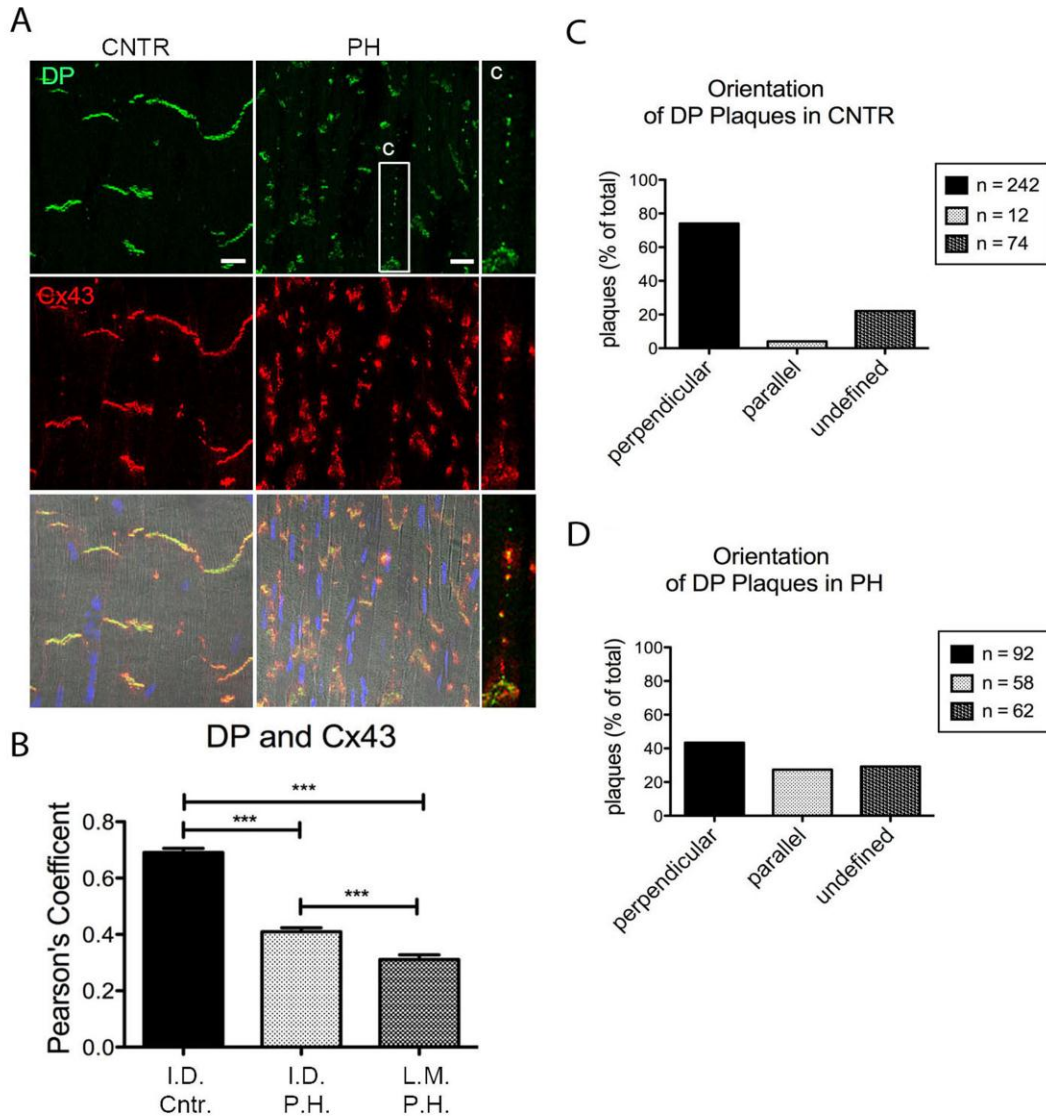 A
CNTR
PH
DP
c
c
Cx43
B
DP and Cx43
***
***
***
Pearson's Coefficent
0.8
0.6
0.4
0.2
0.0
I.D.
Cntr.
I.D.
P.H.
L.M.
P.H.
C
Orientation
of DP Plaques in CNTR
plaques (% of total)
100
80
60
40
20
0
perpendicular
parallel
undefined
n = 242
n = 12
n = 74
D
Orientation
of DP Plaques in PH
plaques (% of total)
100
80
60
40
20
0
perpendicular
parallel
undefined
n = 92
n = 58
n = 62